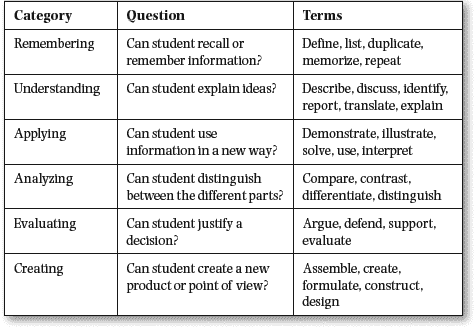 Category Question Terms
Remembering Can student recall or Define, list, duplicate,
remember information? memorize, repeat
Understanding Can student explain ideas? Describe, discuss, identify,
report, translate, explain
Applying Can student use Demonstrate, illustrate,
information in a new way? solve, use, interpret
Analyzing Can student distinguish Compare, contrast,
between the different parts? differentiate, distinguish
Evaluating Can student justify a Argue, defend, support,
decision? evaluate
Creating Can student create a new Assemble, create,
product or point of view? formulate, construct,
design